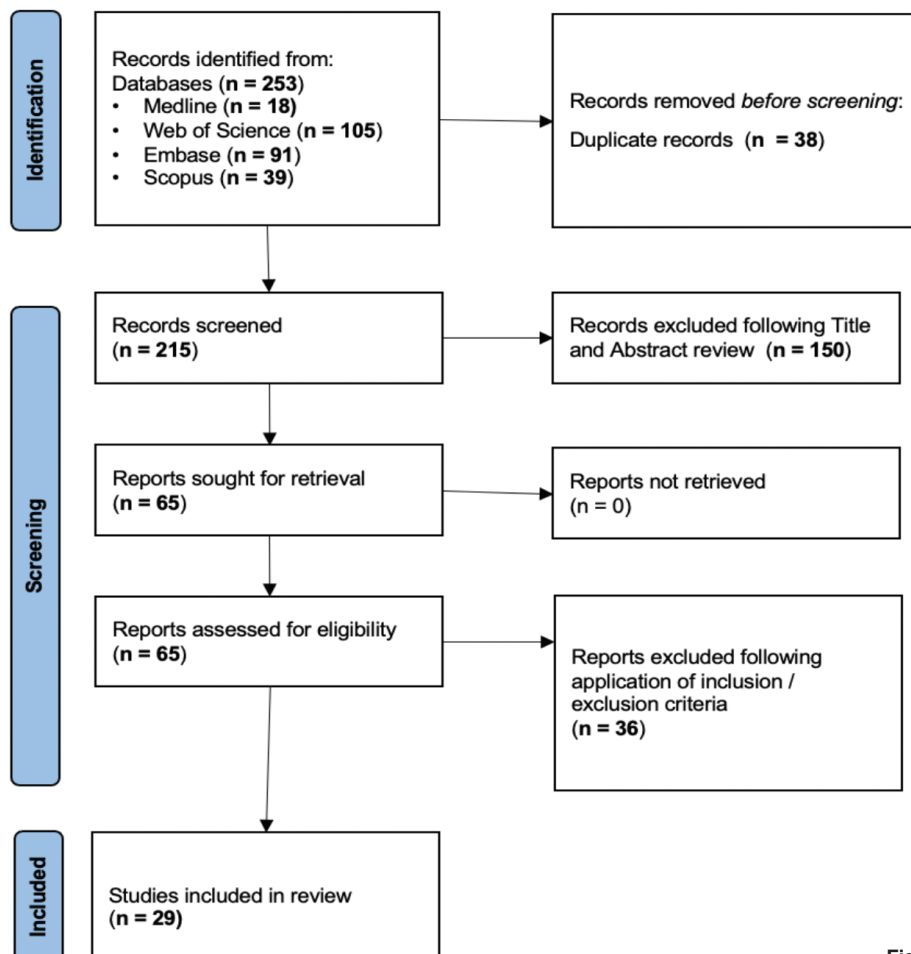 Identification
Records identified from:
Databases (n = 253)
• Medline (n = 18)
• Web of Science (n = 105)
• Embase (n = 91)
• Scopus (n = 39)
Records removed before screening:
Duplicate records (n = 38)
Screening
Records screened
(n = 215)
Records excluded following Title
and Abstract review (n = 150)
Reports sought for retrieval
(n = 65)
Reports not retrieved
(n = 0)
Reports assessed for eligibility
(n = 65)
Reports excluded following
application of inclusion /
exclusion criteria
(n = 36)
Included
Studies included in review
(n = 29)